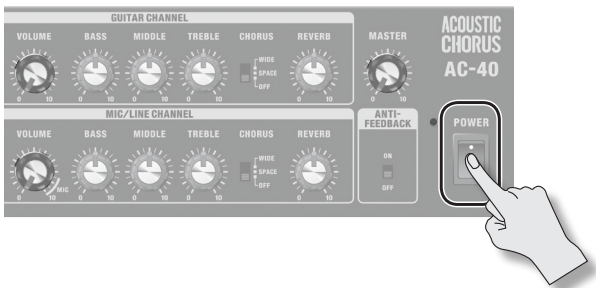 GUITAR CHANNEL
VOLUME BASS MIDDLE TREBLE CHORUS REVERB MASTER
WIDE
SPACE
OFF
0 10 0 10 0 10 0 10 0 10 0 10
ACOUSTIC
CHORUS
AC-40
MIC/LINE CHANNEL
VOLUME BASS MIDDLE TREBLE CHORUS REVERB
WIDE
SPACE
OFF
MIC
0 10 0 10 0 10 0 10 0 10
ANTI-
FEEDBACK
ON
OFF
POWER